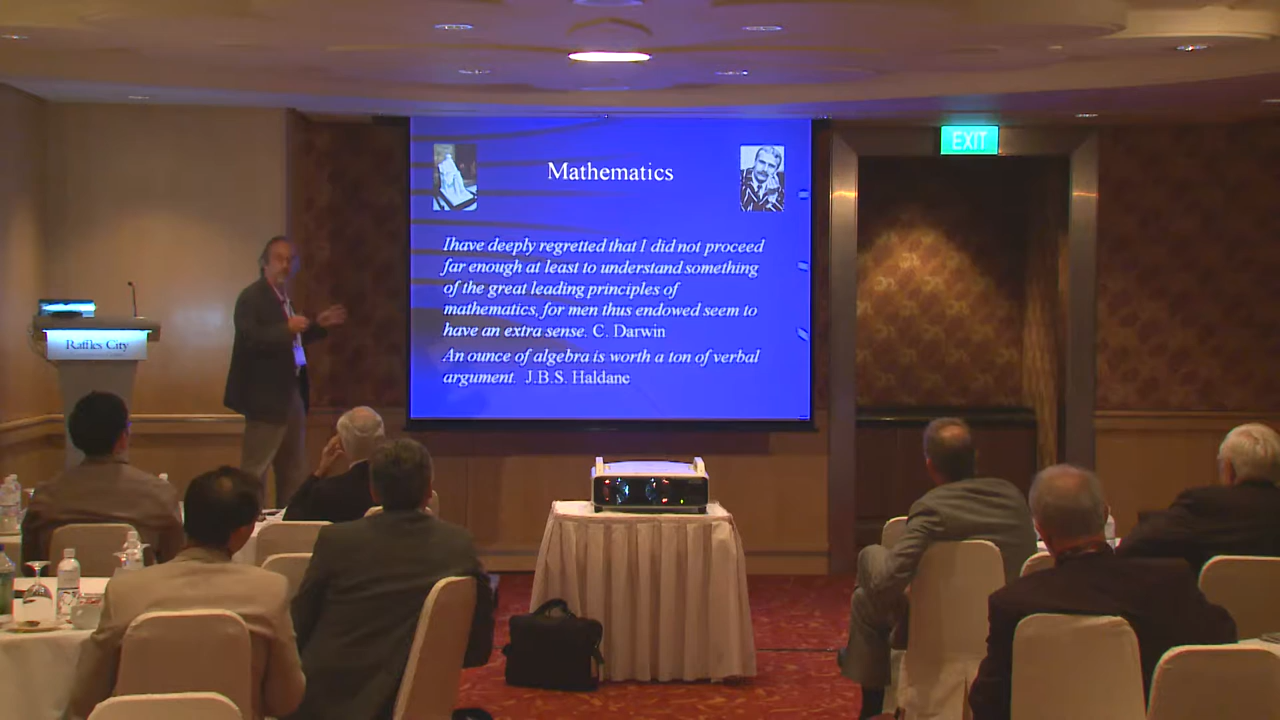 EXIT
Mathematics
I have deeply regretted that I did not proceed
far enough at least to understand something
of the great leading principles of
mathematics, for men thus endowed seem to
have an extra sense. C. Darwin
An ounce of algebra is worth a ton of verbal
argument. J.B.S. Haldane
Raffles City